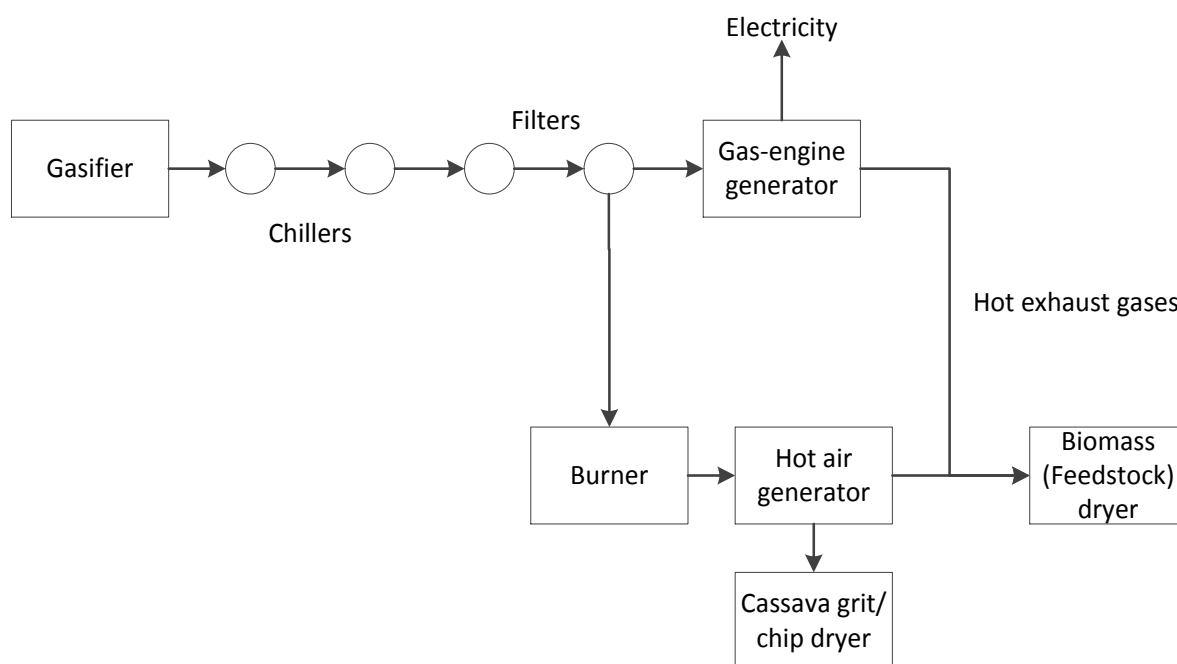 Electricity
Filters
Gasifier
Gas-engine
generator
Chillers
Hot exhaust gases
Burner
Hot air
generator
Biomass
(Feedstock)
dryer
Cassava grit/
chip dryer